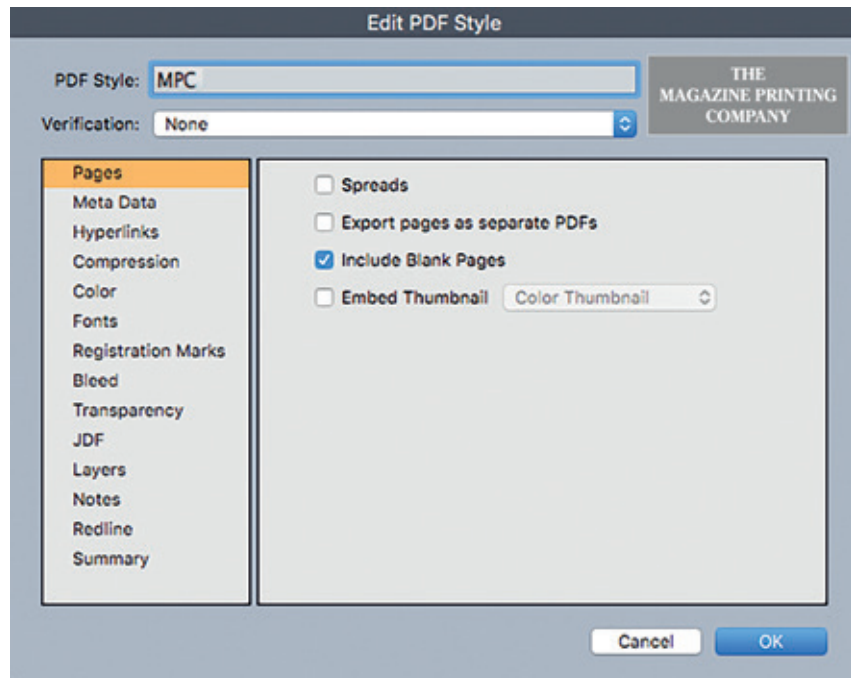 Edit PDF Style
PDF Style: MPC
THE
MAGAZINE PRINTING
COMPANY
Verification: None
Pages
Meta Data
Hyperlinks
Compression
Color
Fonts
Registration Marks
Bleed
Transparency
JDF
Layers
Notes
Redline
Summary
Spreads
Export pages as separate PDFs
Include Blank Pages
Embed Thumbnail Color Thumbnail
Cancel OK